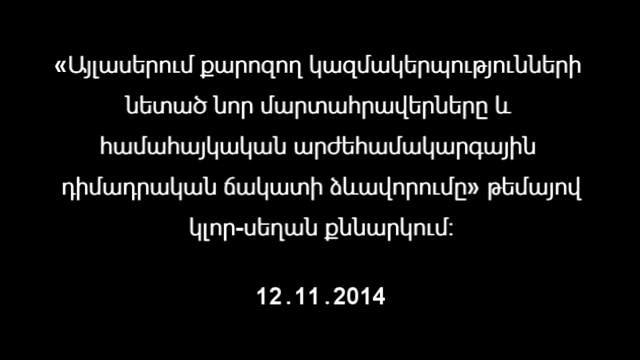 «Այլասերում քարոզող կազմակերպությունների
նետած նոր մարտահրավերները և
համահայկական արժեհամակարգային
դիմադրական ճակատի ձևավորումը» թեմայով
կլոր-սեղան քննարկում:
12.11.2014